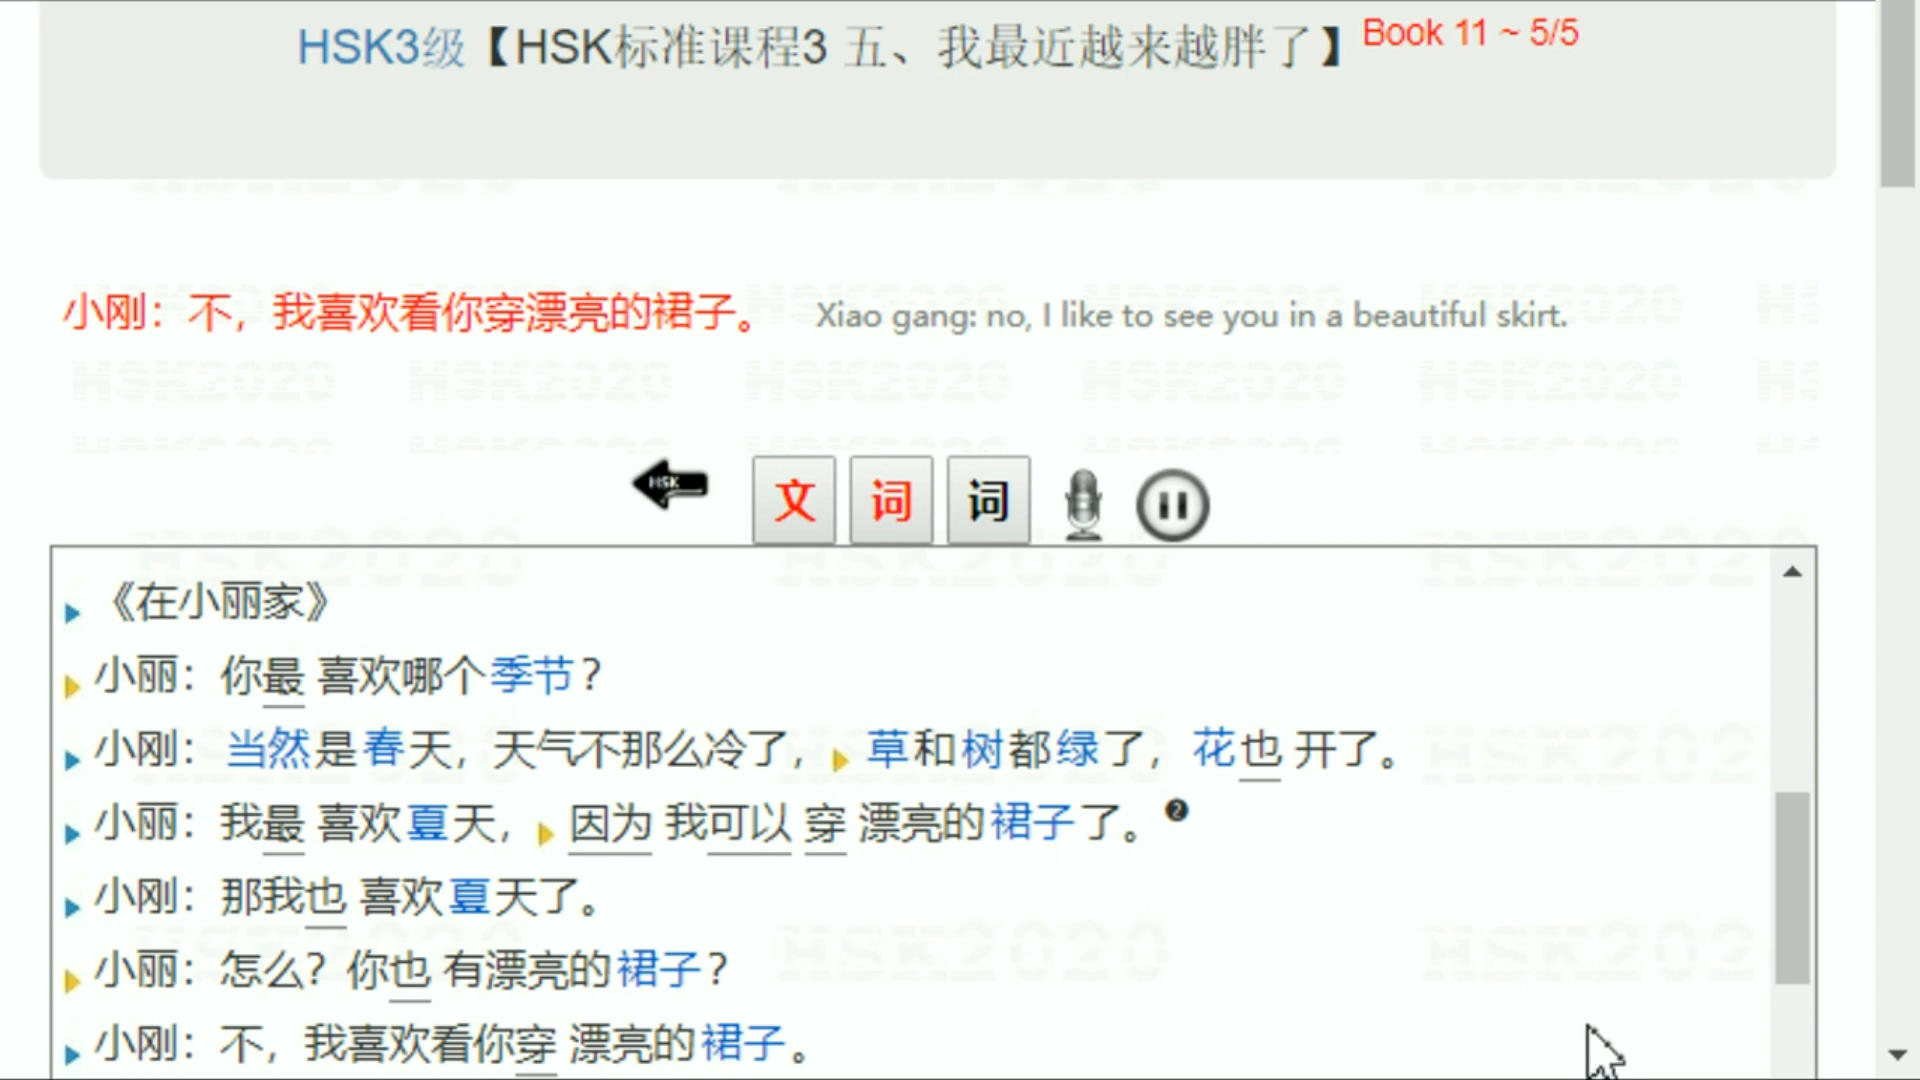 HSK3级【HSK标准课程3 五、我最近越来越胖了】Book 11 ~ 5/5
小刚：不，我喜欢看你穿漂亮的裙子。 Xiao gang: no, I like to see you in a beautiful skirt.
HSK 文 词 词
《在小丽家》
小丽：你最 喜欢哪个季节？
小刚：当然是春天，天气不那么冷了，草和树都绿了，花也 开了。
小丽：我最 喜欢夏天，因为 我可以 穿 漂亮的裙子了。❷
小刚：那我也 喜欢夏天了。
小丽：怎么？你也 有漂亮的裙子？
小刚：不，我喜欢看你穿 漂亮的裙子。